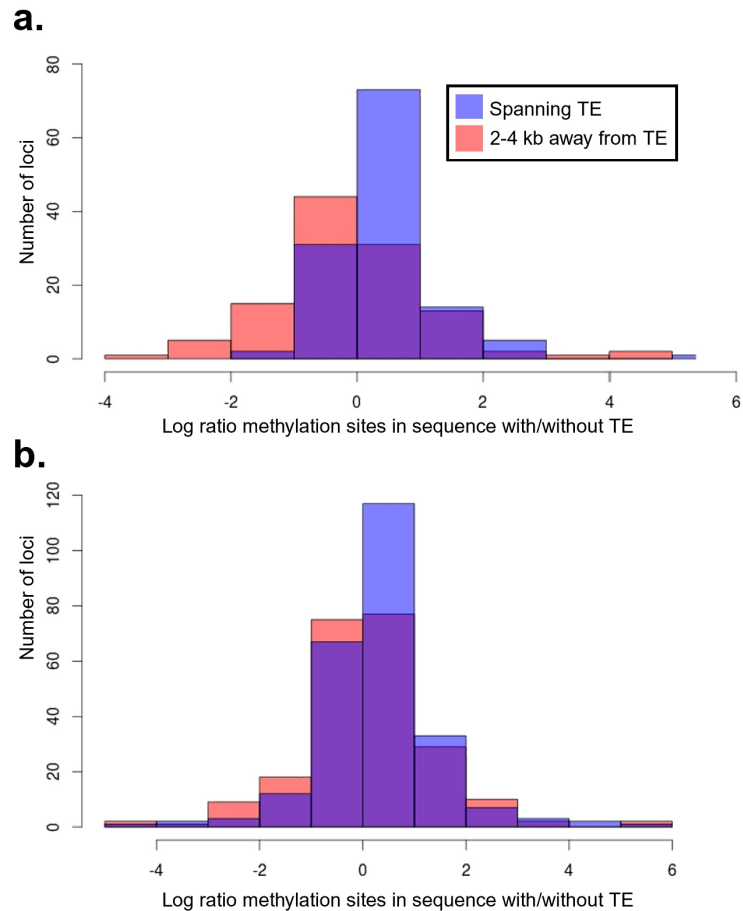 a.
80
60
40
20
0
Number of loci
Spanning TE
2-4 kb away from TE
-4 -2 0 2 4 6
Log ratio methylation sites in sequence with/without TE
b.
120
100
80
60
40
20
0
Number of loci
-4 -2 0 2 4 6
Log ratio methylation sites in sequence with/without TE